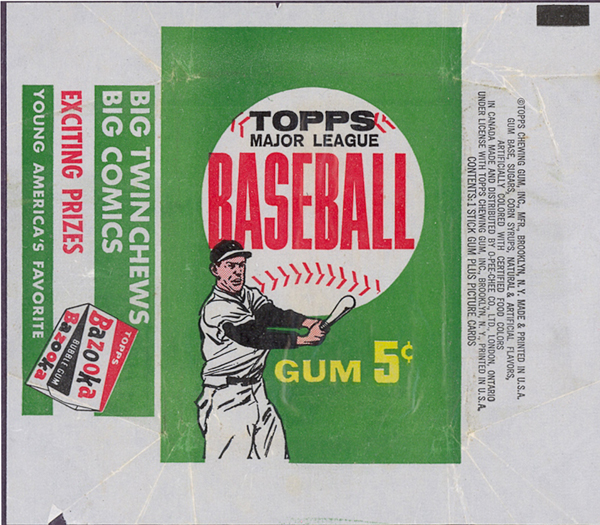 TOPPS
MAJOR LEAGUE
BASEBALL
GUM 5¢
BIG TWIN CHEWS
BIG COMICS
EXCITING PRIZES
YOUNG AMERICA'S FAVORITE
TOPPS
Bazooka
BUBBLE GUM
Bazooka
©TOPPS CHEWING GUM, INC., MFR., BROOKLYN, N.Y. MADE & PRINTED IN U.S.A.
GUM BASE, SUGARS, CORN SYRUPS, NATURAL & ARTIFICIAL FLAVORS,
ARTIFICIALLY COLORED WITH CERTIFIED FOOD COLORS
IN CANADA MADE AND DISTRIBUTED BY O-PEE-CHEE CO. LTD., LONDON, ONTARIO
UNDER LICENSE WITH TOPPS CHEWING GUM, INC., BROOKLYN, N. Y., PRINTED IN U.S.A.
CONTENTS: 1 STICK GUM PLUS PICTURE CARDS